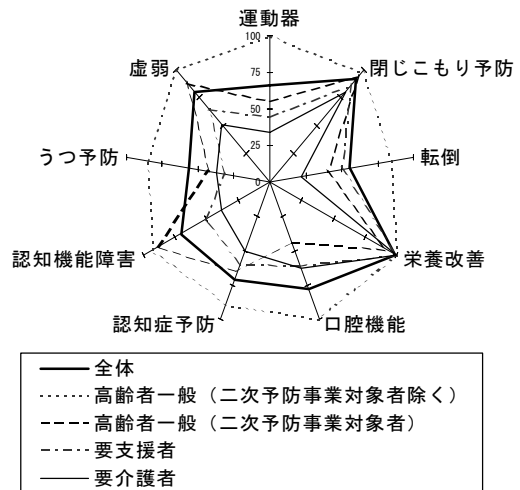 運動器
100
75
50
25
0
閉じこもり予防
転倒
栄養改善
口腔機能
認知症予防
認知機能障害
うつ予防
虚弱
全体
高齢者一般（二次予防事業対象者除く）
高齢者一般（二次予防事業対象者）
要支援者
要介護者